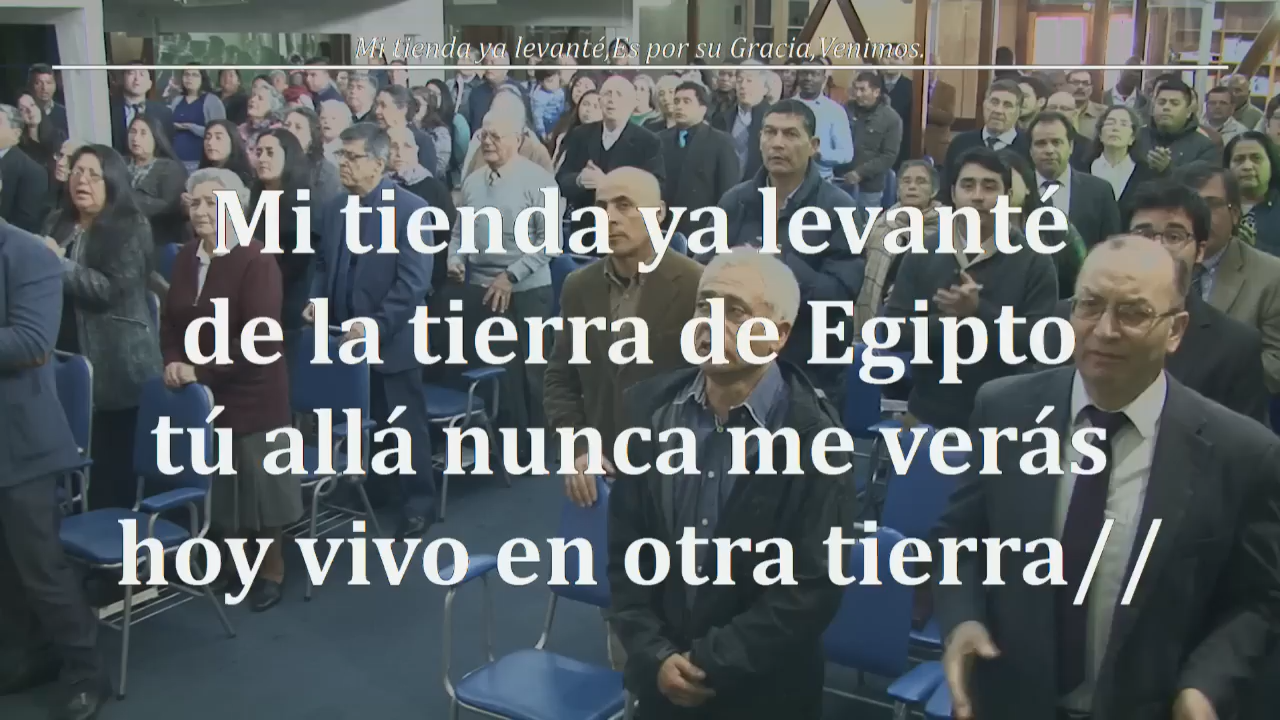 Mi tienda ya levanté,Es por su Gracia,Venimos.
Mi tienda ya levanté
de la tierra de Egipto
tú allá nunca me verás
hoy vivo en otra tierra//